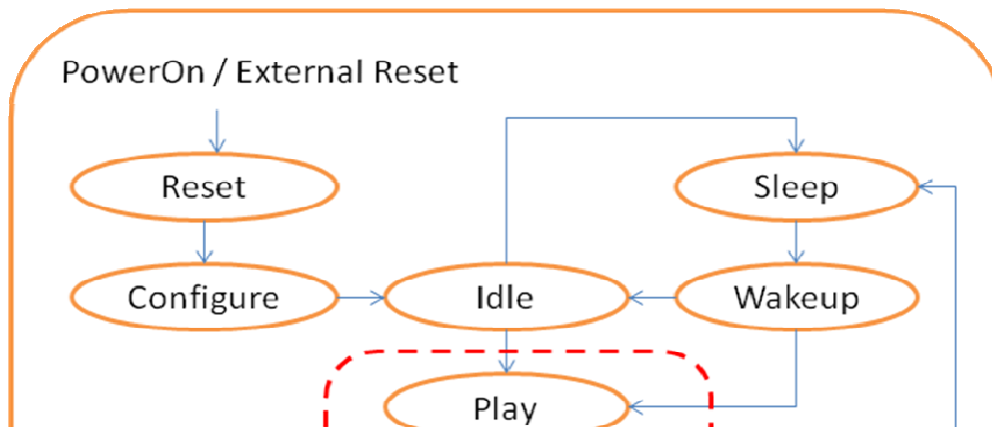 PowerOn / External Reset
Reset
Sleep
Configure
Idle
Wakeup
Play